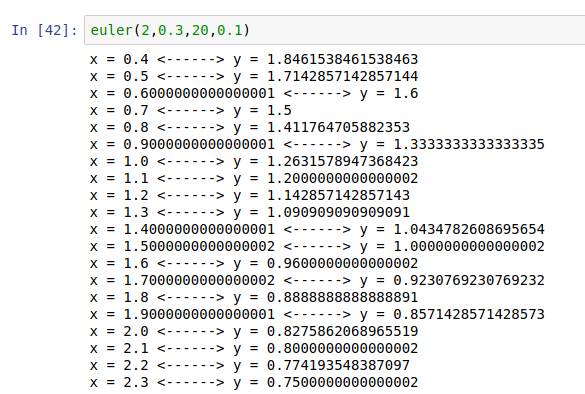 In [42]: euler(2,0.3,20,0.1)
x = 0.4 <------> y = 1.8461538461538463
x = 0.5 <------> y = 1.7142857142857144
x = 0.6000000000000001 <------> y = 1.6
x = 0.7 <------> y = 1.5
x = 0.8 <------> y = 1.411764705882353
x = 0.9000000000000001 <------> y = 1.3333333333333335
x = 1.0 <------> y = 1.2631578947368423
x = 1.1 <------> y = 1.2000000000000002
x = 1.2 <------> y = 1.142857142857143
x = 1.3 <------> y = 1.090909090909091
x = 1.4000000000000001 <------> y = 1.0434782608695654
x = 1.5000000000000002 <------> y = 1.0000000000000002
x = 1.6 <------> y = 0.9600000000000002
x = 1.7000000000000002 <------> y = 0.9230769230769232
x = 1.8 <------> y = 0.8888888888888891
x = 1.9000000000000001 <------> y = 0.8571428571428573
x = 2.0 <------> y = 0.8275862068965519
x = 2.1 <------> y = 0.8000000000000002
x = 2.2 <------> y = 0.774193548387097
x = 2.3 <------> y = 0.7500000000000002